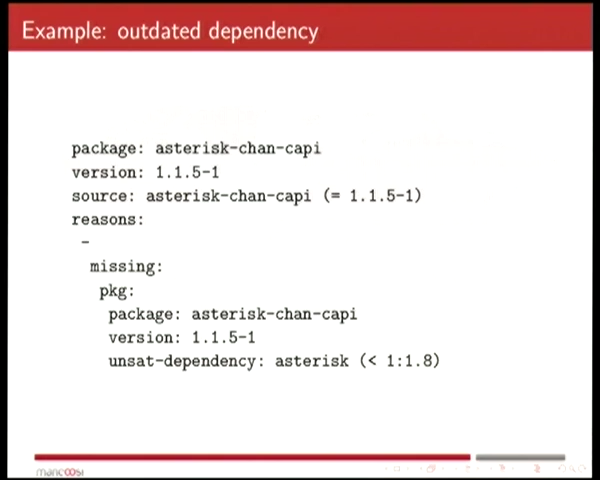 Example: outdated dependency
package: asterisk-chan-capi
version: 1.1.5-1
source: asterisk-chan-capi (= 1.1.5-1)
reasons:
-
missing:
pkg:
package: asterisk-chan-capi
version: 1.1.5-1
unsat-dependency: asterisk (< 1:1.8)
mancoosi